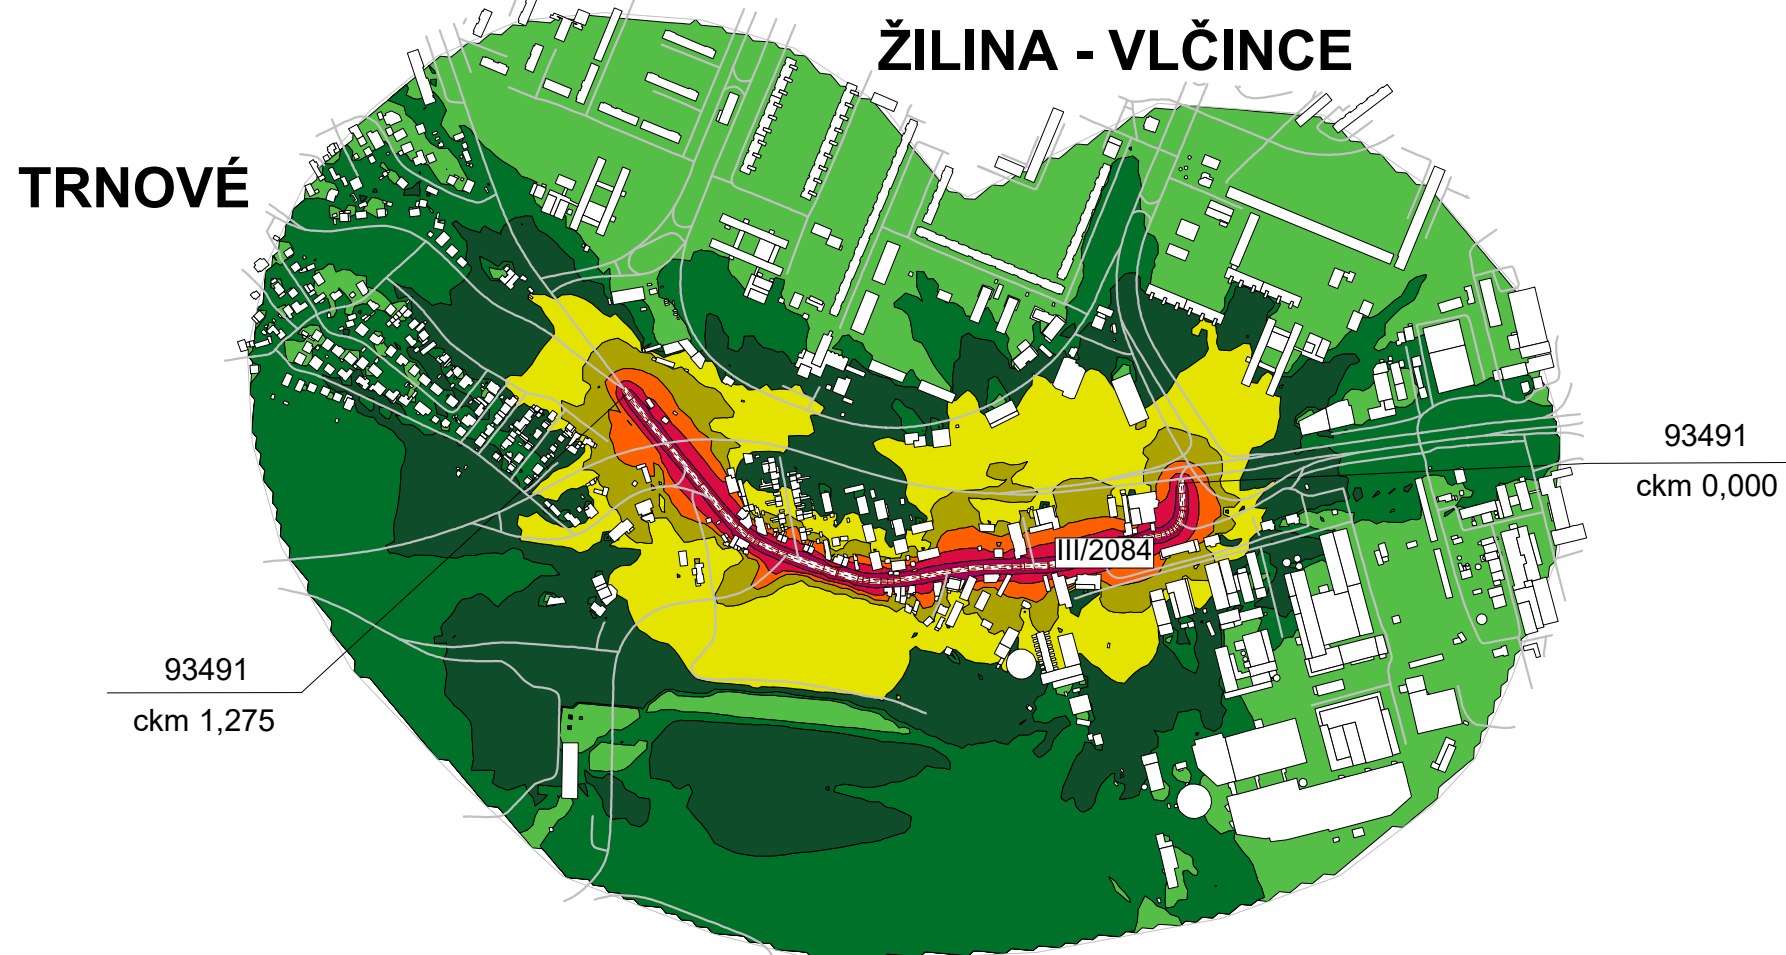 ŽILINA - VLČINCE
TRNOVÉ
93491
ckm 0,000
III/2084
93491
ckm 1,275